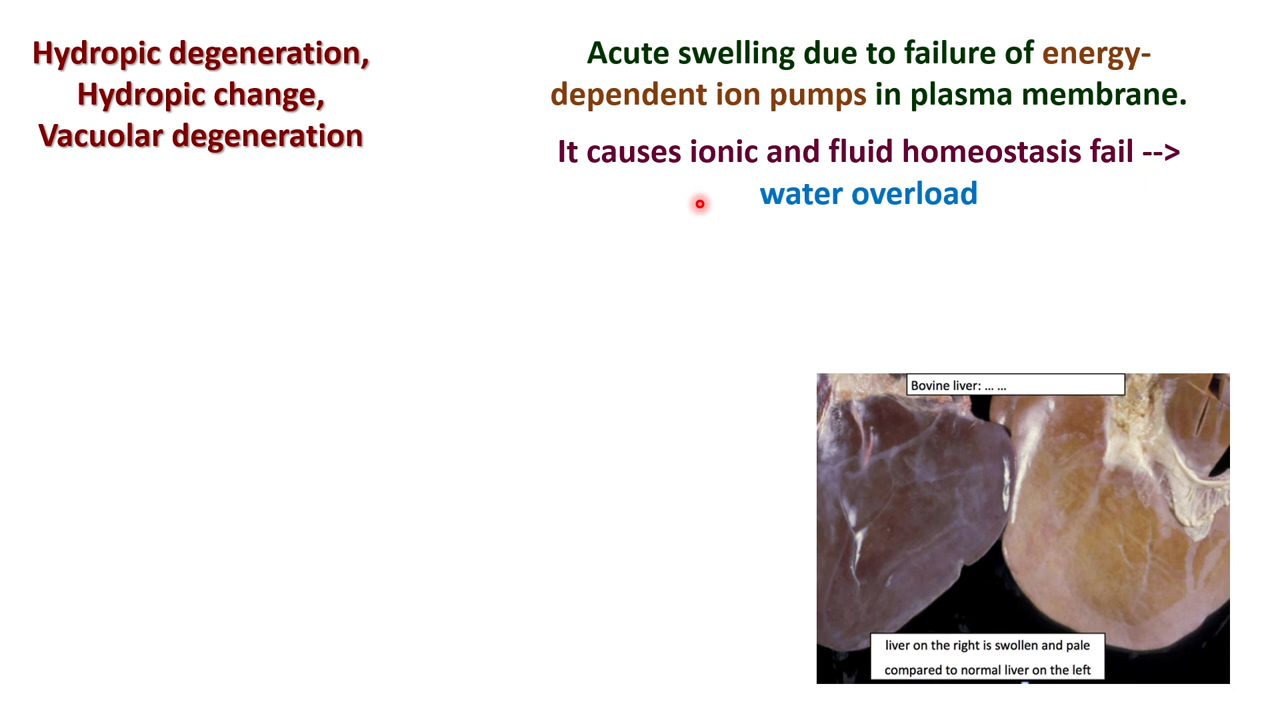 Hydropic degeneration,
Hydropic change,
Vacuolar degeneration
Acute swelling due to failure of energy-
dependent ion pumps in plasma membrane.
It causes ionic and fluid homeostasis fail -->
water overload
Bovine liver: ... ...
liver on the right is swollen and pale
compared to normal liver on the left